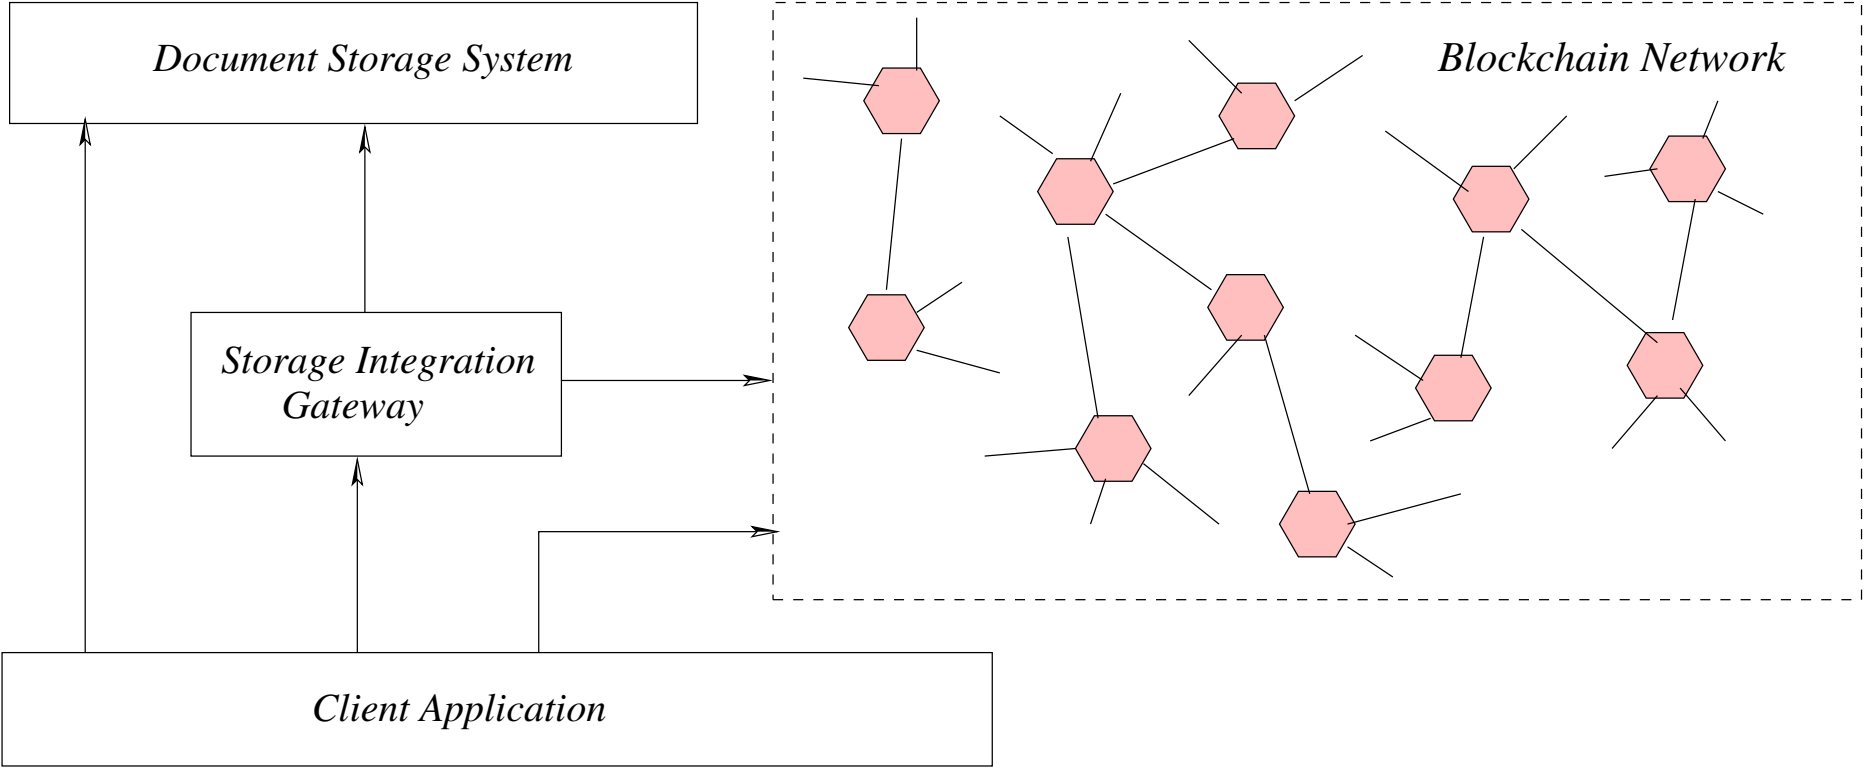 Document Storage System
Blockchain Network
Storage Integration
Gateway
Client Application